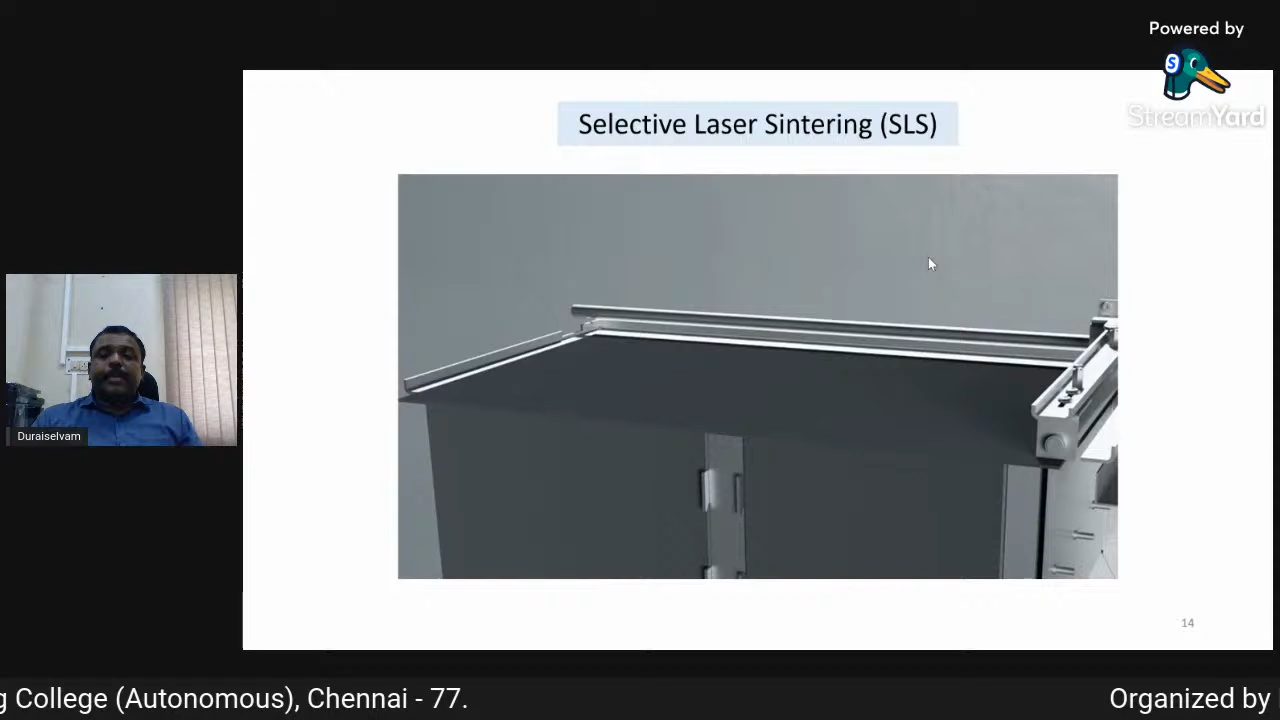 Powered by
S
StreamYard
Selective Laser Sintering (SLS)
Duraiselvam
14
g College (Autonomous), Chennai - 77.
Organized by